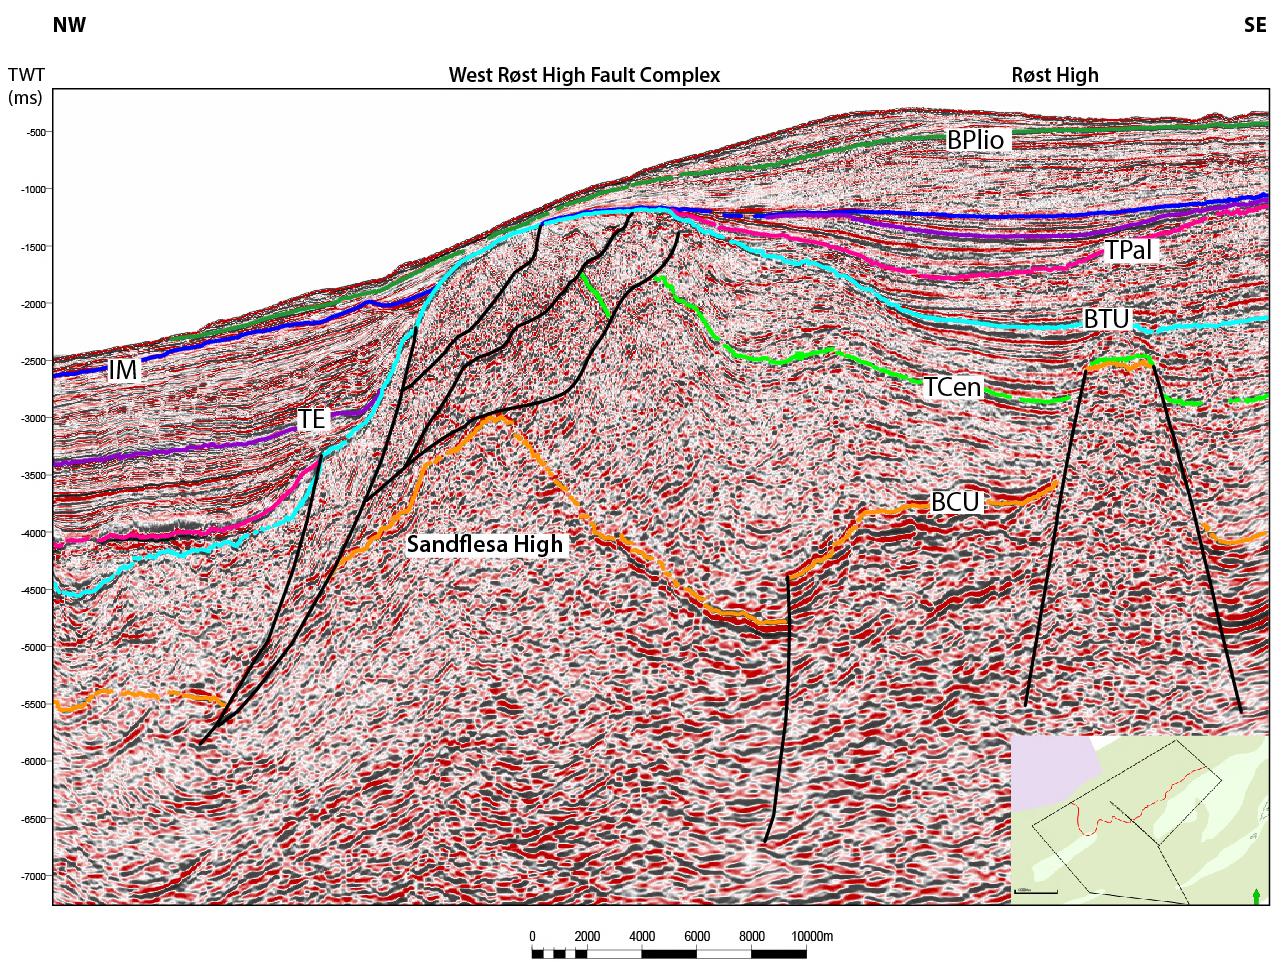 NW
SE
TWT
(ms)
West Røst High Fault Complex
Røst High
-500
BPlio
-1000
-1500
TPal
-2000
BTU
-2500
IM
TCen
-3000
TE
-3500
BCU
-4000
Sandflesa High
-4500
-5000
-5500
-6000
-6500
-7000
0 2000 4000 6000 8000 10000m